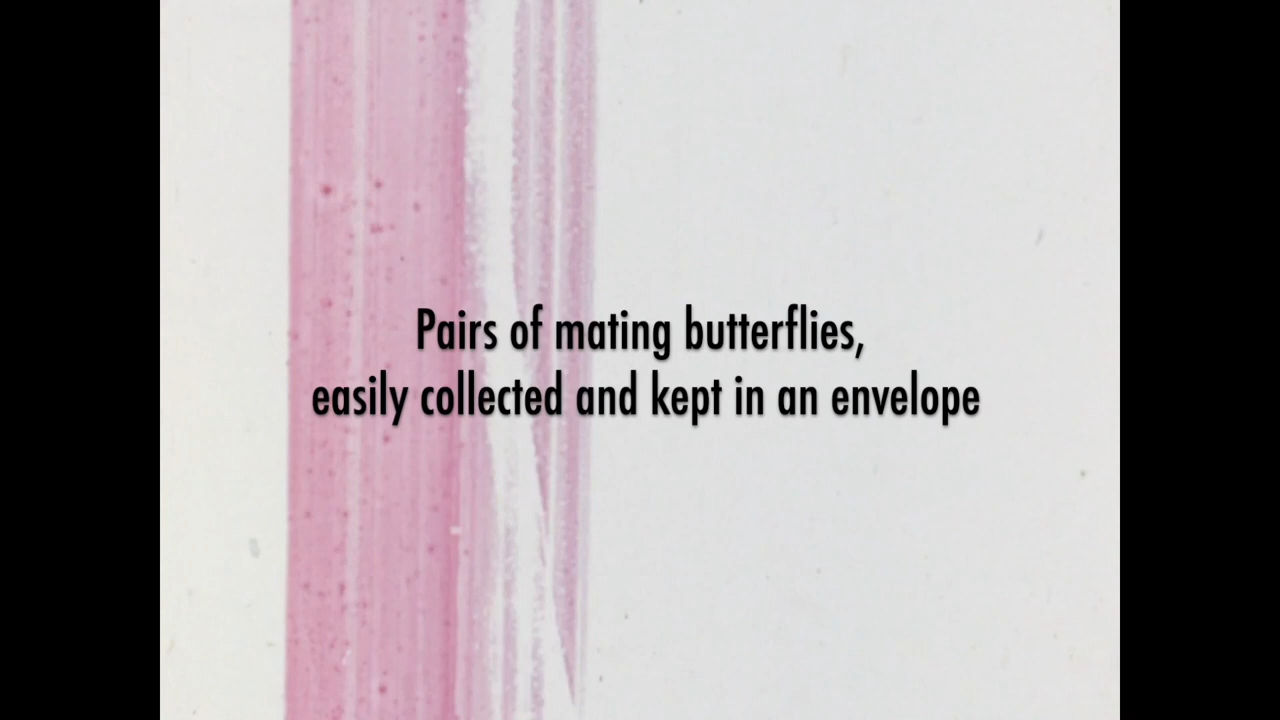 Pairs of mating butterflies,
easily collected and kept in an envelope